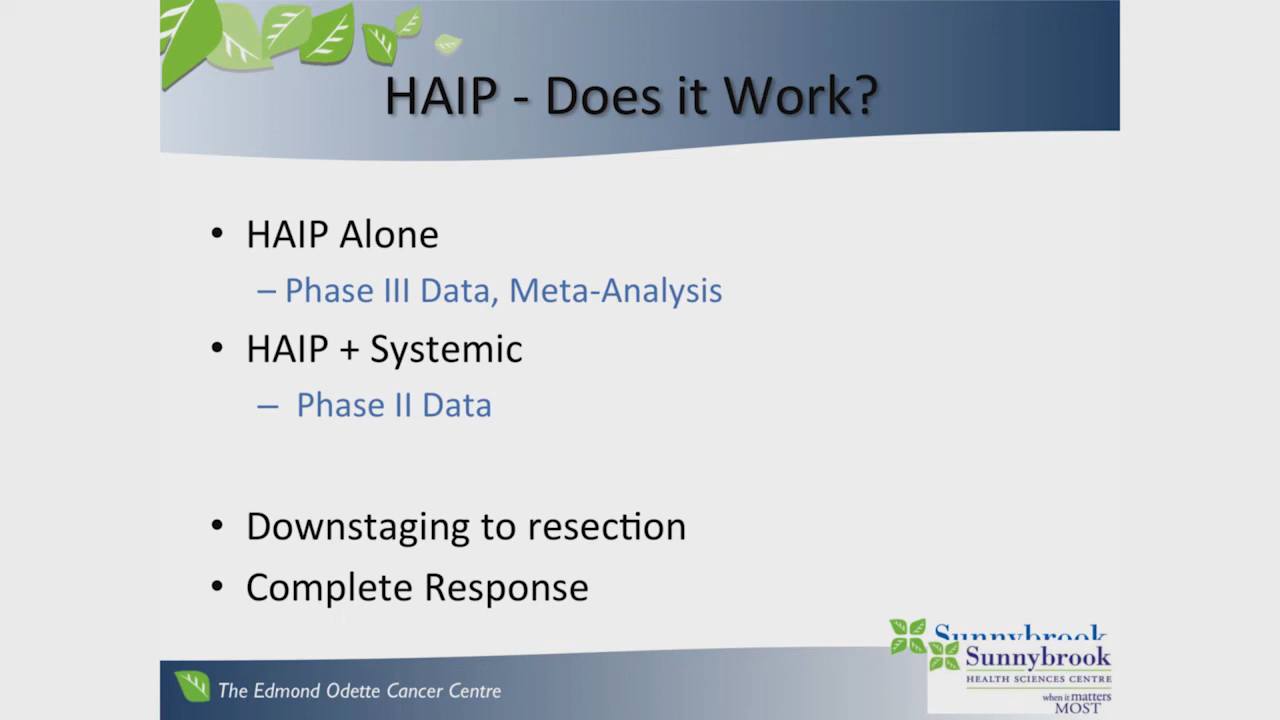 HAIP - Does it Work?
• HAIP Alone
– Phase III Data, Meta-Analysis
• HAIP + Systemic
– Phase II Data
• Downstaging to resection
• Complete Response
Sunnybrook
Sunnybrook
HEALTH SCIENCES CENTRE
when it matters
MOST
The Edmond Odette Cancer Centre